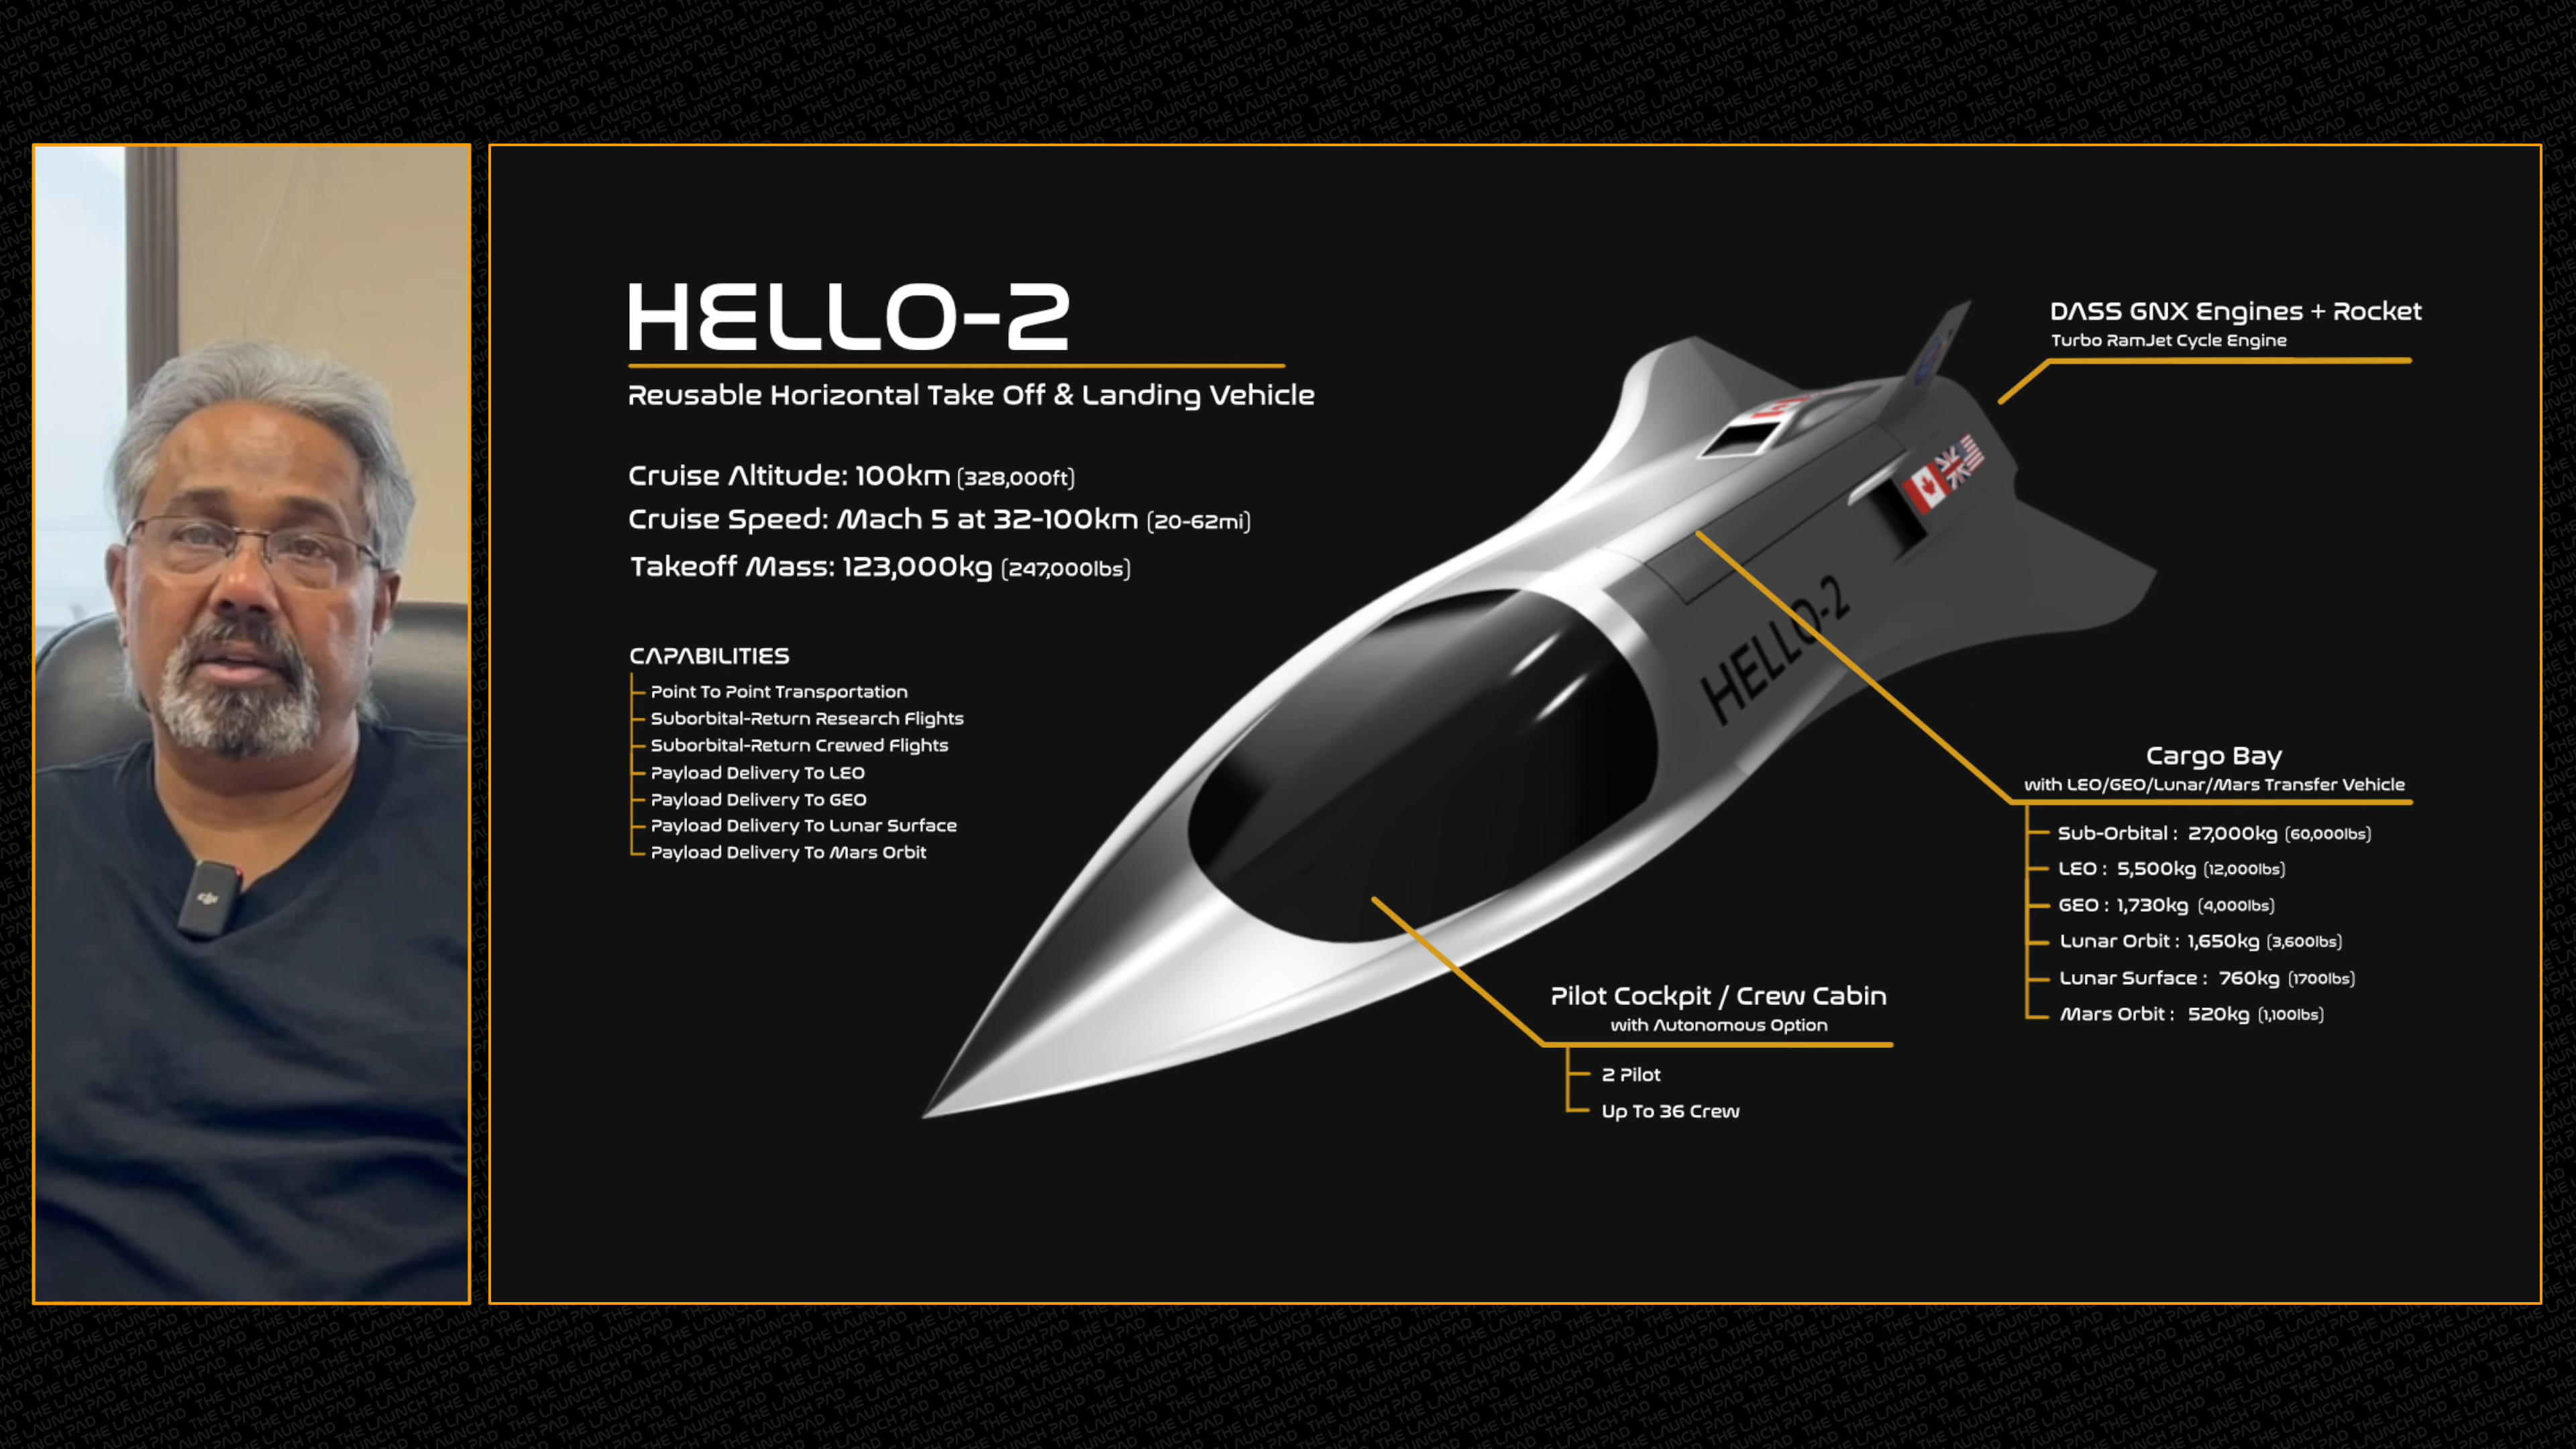 HELLO-2
Reusable Horizontal Take Off & Landing Vehicle
Cruise Altitude: 100km (328,000ft)
Cruise Speed: Mach 5 at 32-100km (20-62mi)
Takeoff Mass: 123,000kg (247,000lbs)
CAPABILITIES
Point To Point Transportation
Suborbital-Return Research Flights
Suborbital-Return Crewed Flights
Payload Delivery To LEO
Payload Delivery To GEO
Payload Delivery To Lunar Surface
Payload Delivery To Mars Orbit
DASS GNX Engines + Rocket
Turbo RamJet Cycle Engine
HELLO-2
Cargo Bay
with LEO/GEO/Lunar/Mars Transfer Vehicle
Sub-Orbital : 27,000kg (60,000lbs)
LEO : 5,500kg (12,000lbs)
GEO : 1,730kg (4,000lbs)
Lunar Orbit : 1,650kg (3,600lbs)
Lunar Surface : 760kg (1700lbs)
Mars Orbit : 520kg (1,100lbs)
Pilot Cockpit / Crew Cabin
with Autonomous Option
2 Pilot
Up To 36 Crew
THE LAUNCH PAD